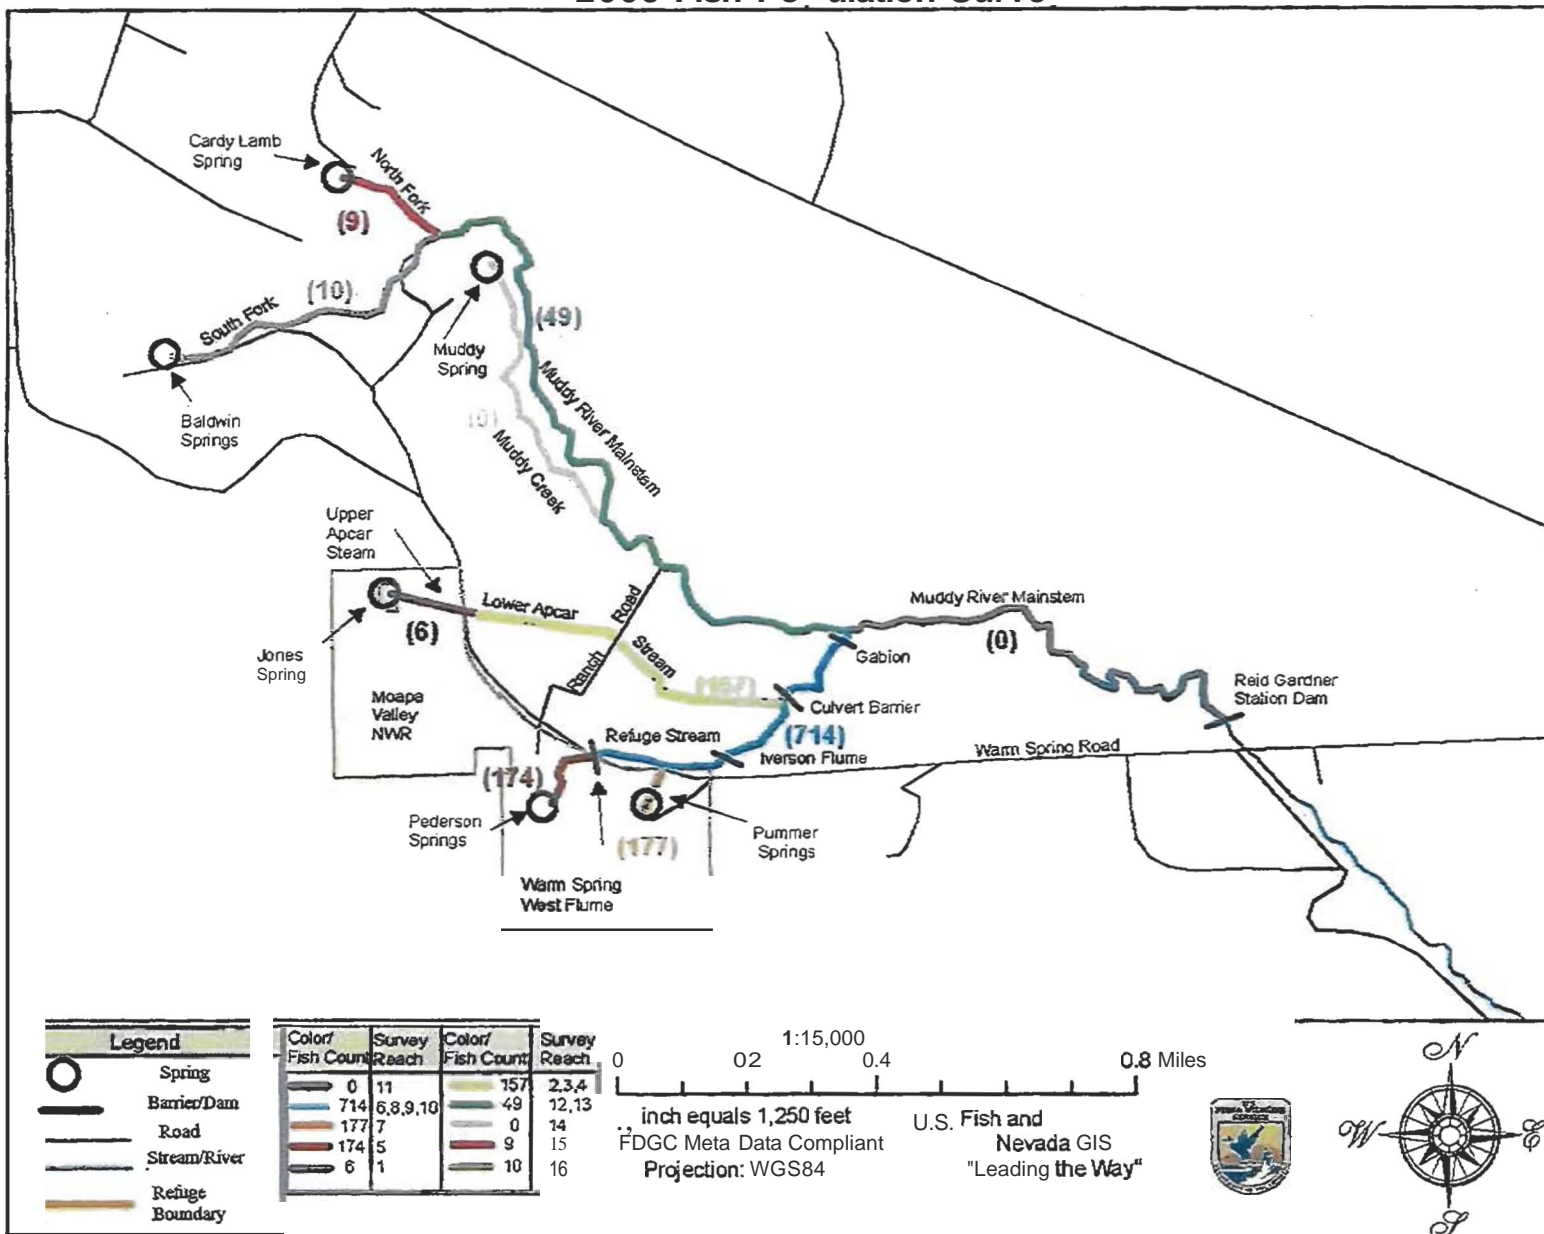 Cardy Lamb
Spring
North Fork
(9)
(10)
South Fork
(49)
Muddy
Spring
Muddy River Mainstem
Baldwin
Springs
Muddy Creek
Upper
Apcar
Steam
Lower Apcar
Stream
Ranch Road
(6)
Jones
Spring
Muddy River Mainstem
(0)
Gabion
Reid Gardner
Station Dam
Moapa
Valley
NWR
Culvert Barrier
(714)
Refuge Stream
Iverson Flume
Warm Spring Road
(174)
Pederson
Springs
(177)
Pummer
Springs
Warm Spring
West Flume
Legend
Spring
Barrier/Dam
Road
Stream/River
Refuge
Boundary
Color/ Survey Color/ Survey
Fish Count Reach Fish Count Reach
0 11 157 2,3,4
714 6,8,9,10 49 12,13
177 7 0 14
174 5 9 15
6 1 10 16
1:15,000
0 02 0.4 0.8 Miles
inch equals 1,250 feet
FDGC Meta Data Compliant
Projection: WGS84
U.S. Fish and
Nevada GIS
"Leading the Way"
N
W
E
S